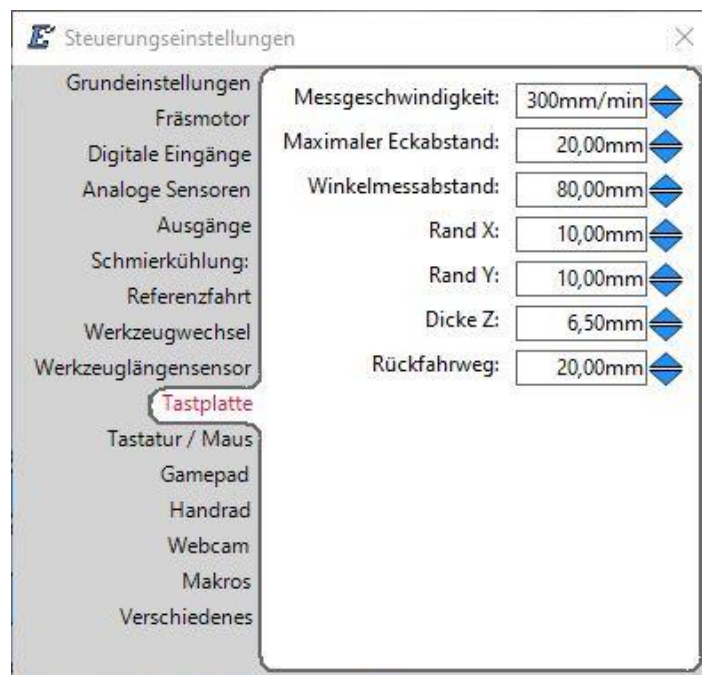 E Steuerungseinstellungen
Grundeinstellungen
Fräsmotor
Digitale Eingänge
Analoge Sensoren
Ausgänge
Schmierkühlung:
Referenzfahrt
Werkzeugwechsel
Werkzeuglängensensor
Tastplatte
Tastatur / Maus
Gamepad
Handrad
Webcam
Makros
Verschiedenes
Messgeschwindigkeit: 300mm/min
Maximaler Eckabstand: 20,00mm
Winkelmessabstand: 80,00mm
Rand X: 10,00mm
Rand Y: 10,00mm
Dicke Z: 6,50mm
Rückfahrweg: 20,00mm